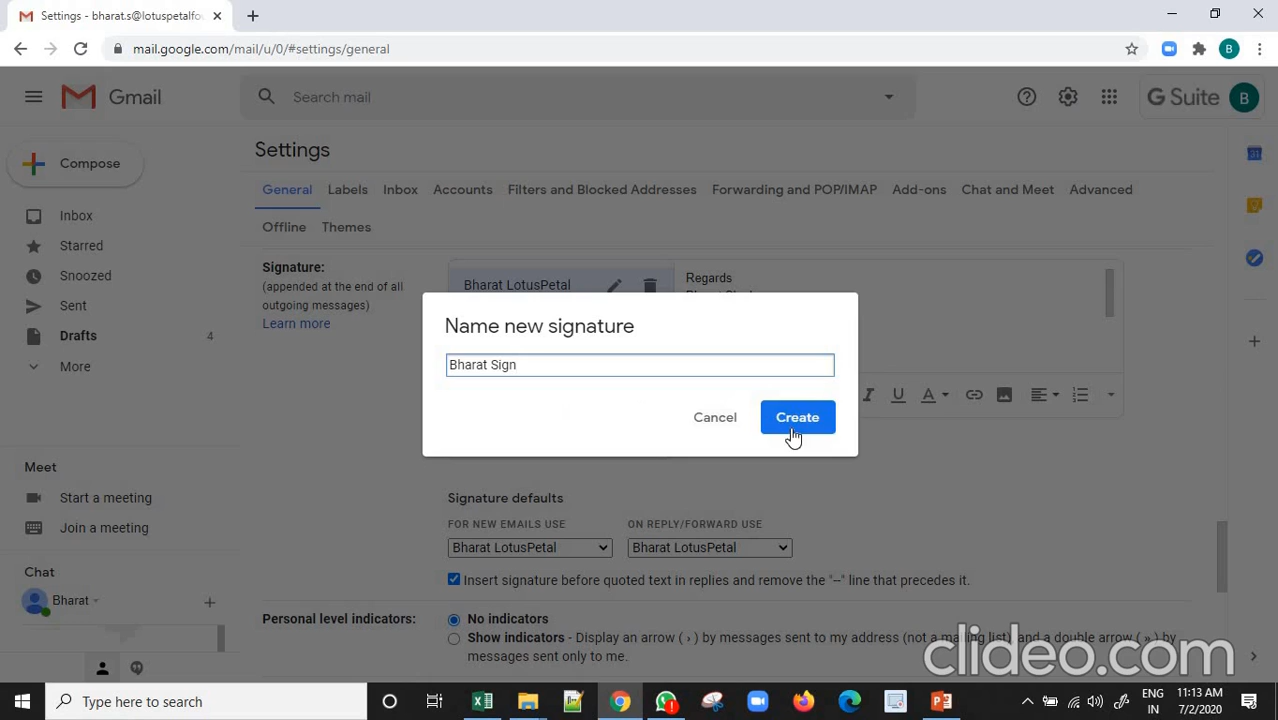 Settings - bharat.s@lotuspetalfo
mail.google.com/mail/u/0/#settings/general
B
Gmail
Search mail
G Suite
B
Compose
Settings
General
Labels
Inbox
Accounts
Filters and Blocked Addresses
Forwarding and POP/IMAP
Add-ons
Chat and Meet
Advanced
Offline
Themes
Inbox
Starred
Snoozed
Sent
Drafts 4
More
Signature:
(appended at the end of all
outgoing messages)
Learn more
Bharat LotusPetal
Regards
Name new signature
Bharat Sign
Cancel
Create
Signature defaults
FOR NEW EMAILS USE
ON REPLY/FORWARD USE
Bharat LotusPetal
Bharat LotusPetal
Insert signature before quoted text in replies and remove the "--" line that precedes it.
Meet
Start a meeting
Join a meeting
Chat
Bharat
Personal level indicators:
No indicators
Show indicators - Display an arrow ( › ) by messages sent to my address (not a mailing list) and a double arrow ( » ) by
messages sent only to me.
clideo.com
Type here to search
ENG
IN
11:13 AM
7/2/2020